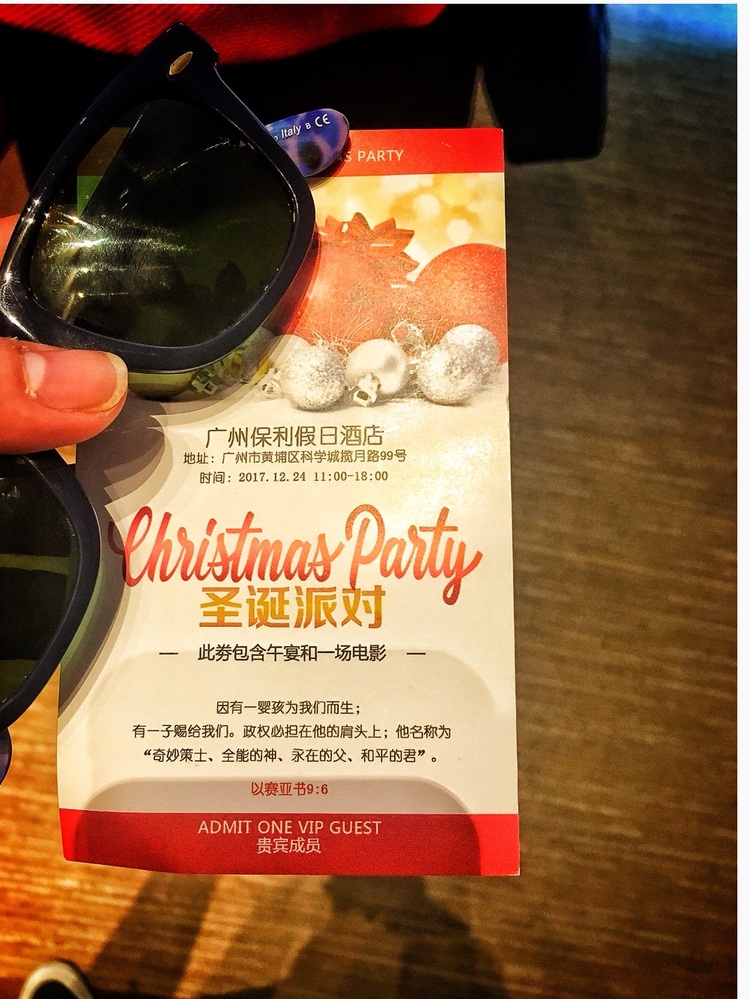 Italy B CE
PARTY
广州保利假日酒店
地址：广州市黄埔区科学城揽月路99号
时间：2017.12.24 11:00-18:00
Christmas Party
圣诞派对
— 此券包含午宴和一场电影 —
因有一婴孩为我们而生；
有一子赐给我们。政权必担在他的肩头上；他名称为
“奇妙策士、全能的神、永在的父、和平的君”。
以赛亚书9:6
ADMIT ONE VIP GUEST
贵宾成员